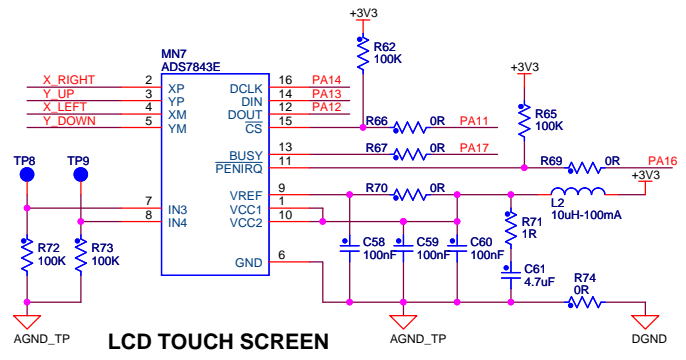 +3V3
R62
100K
MN7
ADS7843E
+3V3
X_RIGHT 2 XP DCLK 16 PA14
Y_UP 3 YP DIN 14 PA13
X_LEFT 4 XM DOUT 12 PA12
Y_DOWN 5 YM CS 15 R66 0R PA11
R65
100K
BUSY 13 R67 0R PA17
PENIRQ 11 R69 0R PA16
TP8 TP9
+3V3
VREF 9 R70 0R
L2
10uH-100mA
7 IN3 VCC1 1
8 IN4 VCC2 10
R71
1R
R72
100K
R73
100K
C58
100nF
C59
100nF
C60
100nF
GND 6
C61
4.7uF
R74
0R
AGND_TP
AGND_TP
DGND
LCD TOUCH SCREEN